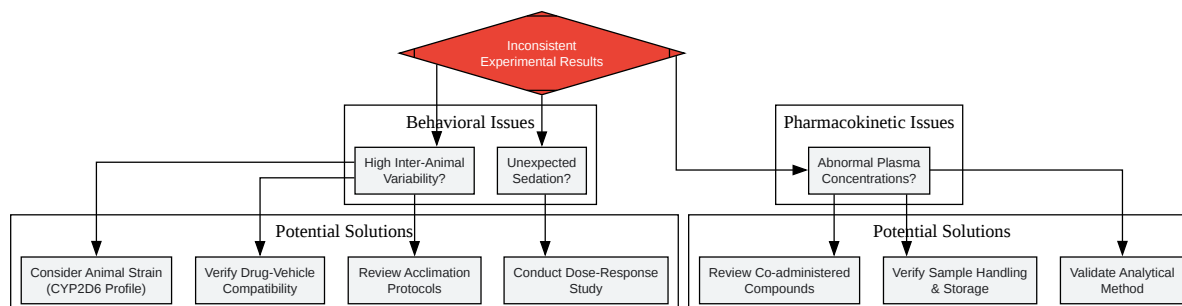 Inconsistent
Experimental Results
Behavioral Issues
Pharmacokinetic Issues
High Inter-Animal
Variability?
Unexpected
Sedation?
Abnormal Plasma
Concentrations?
Potential Solutions
Potential Solutions
Consider Animal Strain
(CYP2D6 Profile)
Verify Drug-Vehicle
Compatibility
Review Acclimation
Protocols
Conduct Dose-Response
Study
Review Co-administered
Compounds
Verify Sample Handling
& Storage
Validate Analytical
Method